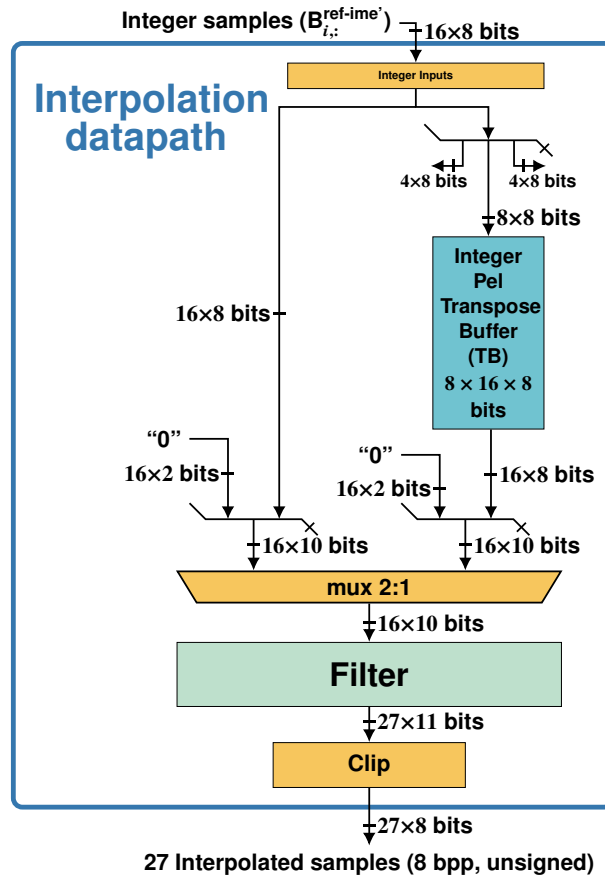 Integer samples (B_{i,:}^{ref-ime'})
16×8 bits
Integer Inputs
Interpolation
datapath
4×8 bits
4×8 bits
8×8 bits
Integer
Pel
Transpose
Buffer
(TB)
8 × 16 × 8
bits
16×8 bits
“0”
16×2 bits
“0”
16×2 bits
16×8 bits
16×10 bits
16×10 bits
mux 2:1
16×10 bits
Filter
27×11 bits
Clip
27×8 bits
27 Interpolated samples (8 bpp, unsigned)